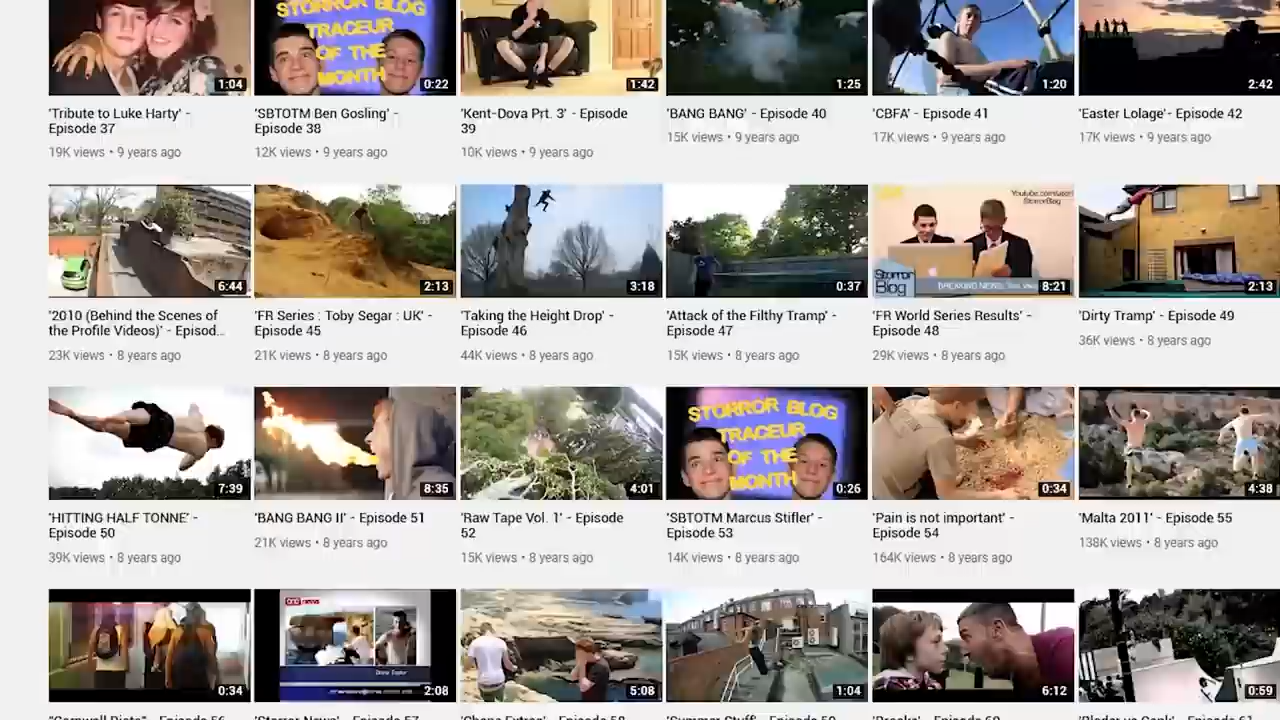 STORROR BLOG
TRACEUR
OF THE
MONTH
1:04
0:22
1:42
1:25
1:20
2:42
'Tribute to Luke Harty' -
Episode 37
19K views • 9 years ago
'SBTOTM Ben Gosling' -
Episode 38
12K views • 9 years ago
'Kent-Dova Prt. 3' - Episode
39
10K views • 9 years ago
'BANG BANG' - Episode 40
15K views • 9 years ago
'CBFA' - Episode 41
17K views • 9 years ago
'Easter Lolage'- Episode 42
17K views • 9 years ago
Youtube.com/user/
StorrorBlog
Storror
Blog
BREAKING NEWS:
6:44
2:13
3:18
0:37
8:21
2:13
'2010 (Behind the Scenes of
the Profile Videos)' - Episod...
23K views • 8 years ago
'FR Series : Toby Segar : UK' -
Episode 45
21K views • 8 years ago
'Taking the Height Drop' -
Episode 46
44K views • 8 years ago
'Attack of the Filthy Tramp' -
Episode 47
15K views • 8 years ago
'FR World Series Results' -
Episode 48
29K views • 8 years ago
'Dirty Tramp' - Episode 49
36K views • 8 years ago
STORROR BLOG
TRACEUR
OF THE
MONTH
7:39
8:35
4:01
0:26
0:34
4:38
'HITTING HALF TONNE' -
Episode 50
39K views • 8 years ago
'BANG BANG II' - Episode 51
21K views • 8 years ago
'Raw Tape Vol. 1' - Episode
52
15K views • 8 years ago
'SBTOTM Marcus Stifler' -
Episode 53
14K views • 8 years ago
'Pain is not important' -
Episode 54
164K views • 8 years ago
'Malta 2011' - Episode 55
138K views • 8 years ago
news
0:34
2:08
5:08
1:04
6:12
0:59